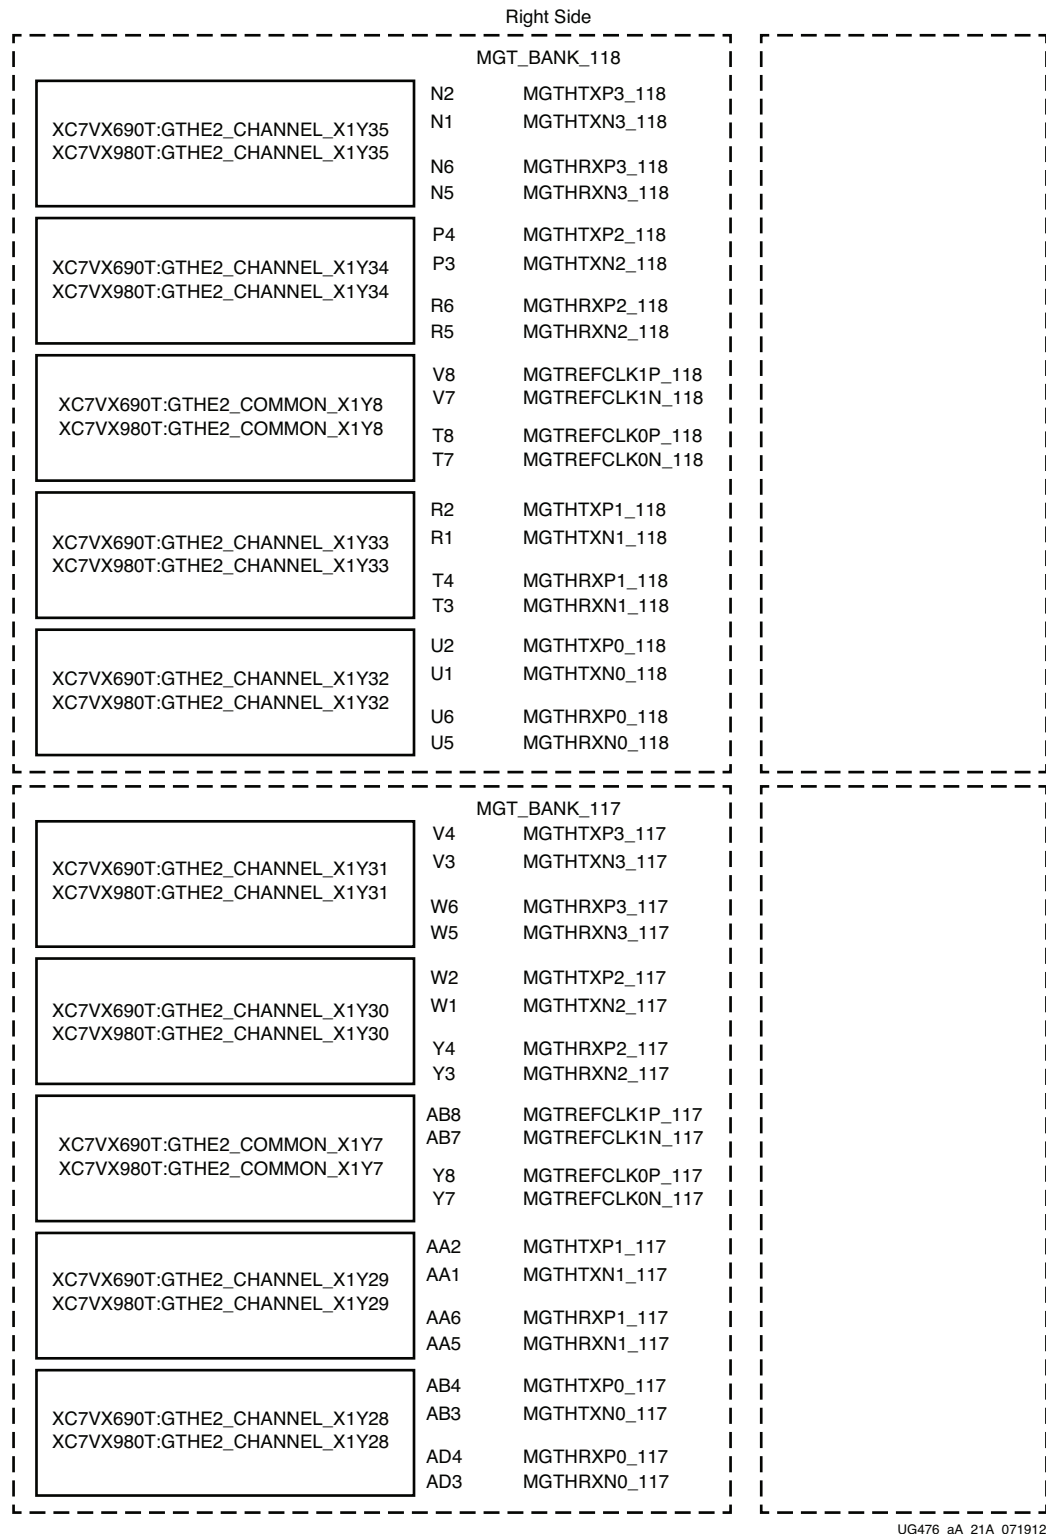 Right Side
MGT_BANK_118
N2 MGTHTXP3_118
N1 MGTHTXN3_118
XC7VX690T:GTHE2_CHANNEL_X1Y35
XC7VX980T:GTHE2_CHANNEL_X1Y35
N6 MGTHRXP3_118
N5 MGTHRXN3_118
P4 MGTHTXP2_118
P3 MGTHTXN2_118
XC7VX690T:GTHE2_CHANNEL_X1Y34
XC7VX980T:GTHE2_CHANNEL_X1Y34
R6 MGTHRXP2_118
R5 MGTHRXN2_118
V8 MGTREFCLK1P_118
V7 MGTREFCLK1N_118
XC7VX690T:GTHE2_COMMON_X1Y8
XC7VX980T:GTHE2_COMMON_X1Y8
T8 MGTREFCLK0P_118
T7 MGTREFCLK0N_118
R2 MGTHTXP1_118
R1 MGTHTXN1_118
XC7VX690T:GTHE2_CHANNEL_X1Y33
XC7VX980T:GTHE2_CHANNEL_X1Y33
T4 MGTHRXP1_118
T3 MGTHRXN1_118
U2 MGTHTXP0_118
U1 MGTHTXN0_118
XC7VX690T:GTHE2_CHANNEL_X1Y32
XC7VX980T:GTHE2_CHANNEL_X1Y32
U6 MGTHRXP0_118
U5 MGTHRXN0_118
MGT_BANK_117
V4 MGTHTXP3_117
V3 MGTHTXN3_117
XC7VX690T:GTHE2_CHANNEL_X1Y31
XC7VX980T:GTHE2_CHANNEL_X1Y31
W6 MGTHRXP3_117
W5 MGTHRXN3_117
W2 MGTHTXP2_117
W1 MGTHTXN2_117
XC7VX690T:GTHE2_CHANNEL_X1Y30
XC7VX980T:GTHE2_CHANNEL_X1Y30
Y4 MGTHRXP2_117
Y3 MGTHRXN2_117
AB8 MGTREFCLK1P_117
AB7 MGTREFCLK1N_117
XC7VX690T:GTHE2_COMMON_X1Y7
XC7VX980T:GTHE2_COMMON_X1Y7
Y8 MGTREFCLK0P_117
Y7 MGTREFCLK0N_117
AA2 MGTHTXP1_117
AA1 MGTHTXN1_117
XC7VX690T:GTHE2_CHANNEL_X1Y29
XC7VX980T:GTHE2_CHANNEL_X1Y29
AA6 MGTHRXP1_117
AA5 MGTHRXN1_117
AB4 MGTHTXP0_117
AB3 MGTHTXN0_117
XC7VX690T:GTHE2_CHANNEL_X1Y28
XC7VX980T:GTHE2_CHANNEL_X1Y28
AD4 MGTHRXP0_117
AD3 MGTHRXN0_117
UG476_aA_21A_071912